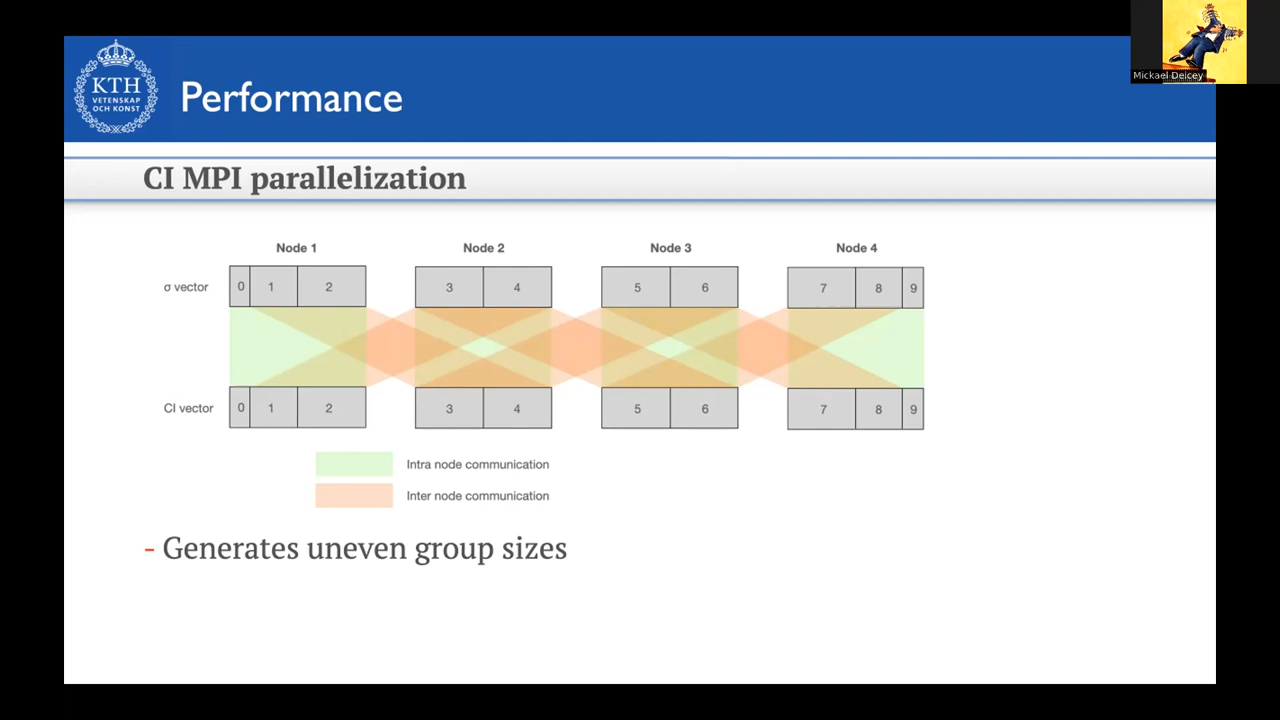 Mickael Delcey
KTH
VETENSKAP
OCH KONST
Performance
CI MPI parallelization
Node 1 Node 2 Node 3 Node 4
σ vector 0 1 2 3 4 5 6 7 8 9
CI vector 0 1 2 3 4 5 6 7 8 9
Intra node communication
Inter node communication
- Generates uneven group sizes